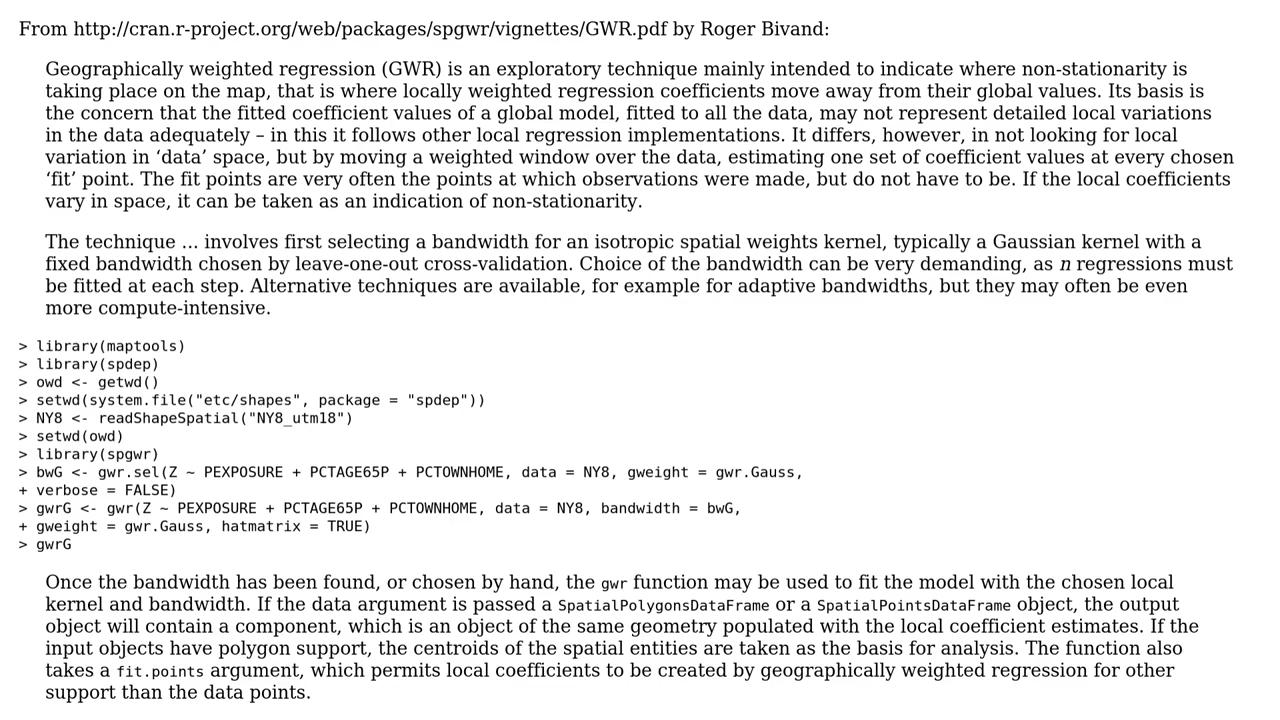 From http://cran.r-project.org/web/packages/spgwr/vignettes/GWR.pdf by Roger Bivand:
Geographically weighted regression (GWR) is an exploratory technique mainly intended to indicate where non-stationarity is
taking place on the map, that is where locally weighted regression coefficients move away from their global values. Its basis is
the concern that the fitted coefficient values of a global model, fitted to all the data, may not represent detailed local variations
in the data adequately – in this it follows other local regression implementations. It differs, however, in not looking for local
variation in ‘data’ space, but by moving a weighted window over the data, estimating one set of coefficient values at every chosen
‘fit’ point. The fit points are very often the points at which observations were made, but do not have to be. If the local coefficients
vary in space, it can be taken as an indication of non-stationarity.
The technique ... involves first selecting a bandwidth for an isotropic spatial weights kernel, typically a Gaussian kernel with a
fixed bandwidth chosen by leave-one-out cross-validation. Choice of the bandwidth can be very demanding, as n regressions must
be fitted at each step. Alternative techniques are available, for example for adaptive bandwidths, but they may often be even
more compute-intensive.
> library(maptools)
> library(spdep)
> owd <- getwd()
> setwd(system.file("etc/shapes", package = "spdep"))
> NY8 <- readShapeSpatial("NY8_utm18")
> setwd(owd)
> library(spgwr)
> bwG <- gwr.sel(Z ~ PEXPOSURE + PCTAGE65P + PCTOWNHOME, data = NY8, gweight = gwr.Gauss,
+ verbose = FALSE)
> gwrG <- gwr(Z ~ PEXPOSURE + PCTAGE65P + PCTOWNHOME, data = NY8, bandwidth = bwG,
+ gweight = gwr.Gauss, hatmatrix = TRUE)
> gwrG
Once the bandwidth has been found, or chosen by hand, the gwr function may be used to fit the model with the chosen local
kernel and bandwidth. If the data argument is passed a SpatialPolygonsDataFrame or a SpatialPointsDataFrame object, the output
object will contain a component, which is an object of the same geometry populated with the local coefficient estimates. If the
input objects have polygon support, the centroids of the spatial entities are taken as the basis for analysis. The function also
takes a fit.points argument, which permits local coefficients to be created by geographically weighted regression for other
support than the data points.